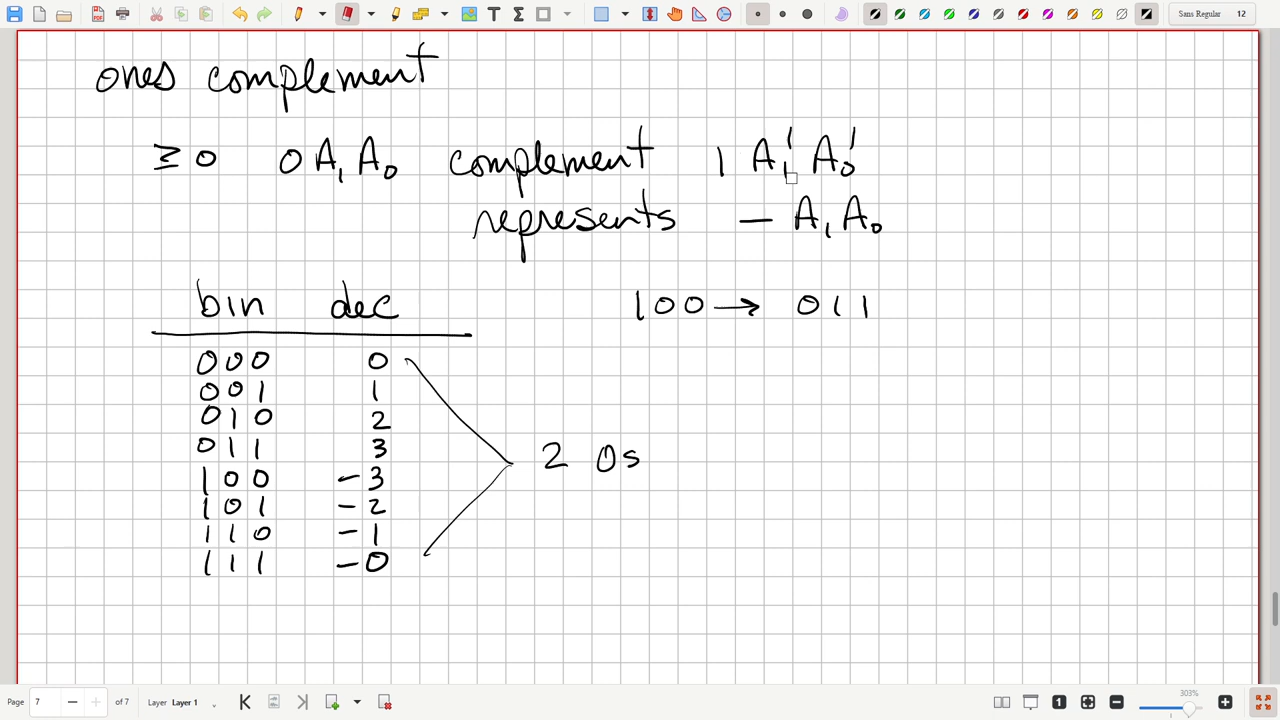 Sans Regular 12
ones complement
≥ 0 0 A₁ A₀ complement 1 A₁' A₀'
represents − A₁ A₀
bin dec 100 → 011
000 0
001 1
010 2
011 3
2 0s
100 −3
101 −2
110 −1
111 −0
Page 7 of 7 Layer Layer 1 303%